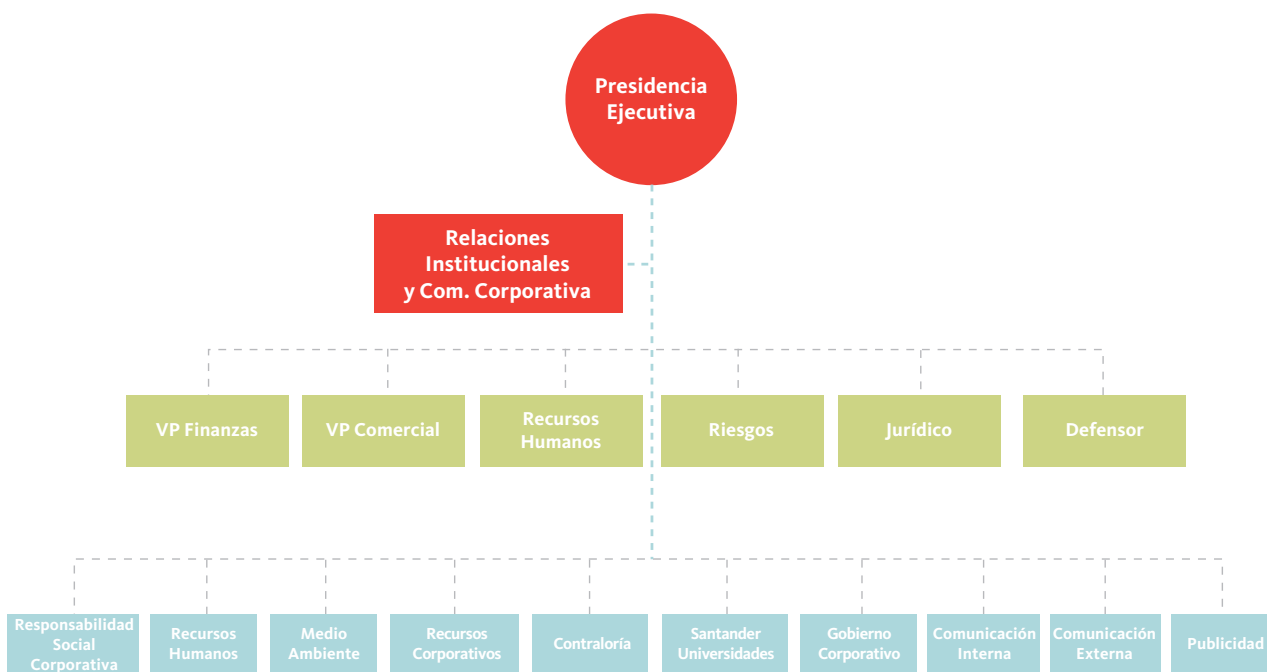 Presidencia
Ejecutiva
Relaciones
Institucionales
y Com. Corporativa
VP Finanzas
VP Comercial
Recursos
Humanos
Riesgos
Jurídico
Defensor
Responsabilidad
Social
Corporativa
Recursos
Humanos
Medio
Ambiente
Recursos
Corporativos
Contraloría
Santander
Universidades
Gobierno
Corporativo
Comunicación
Interna
Comunicación
Externa
Publicidad